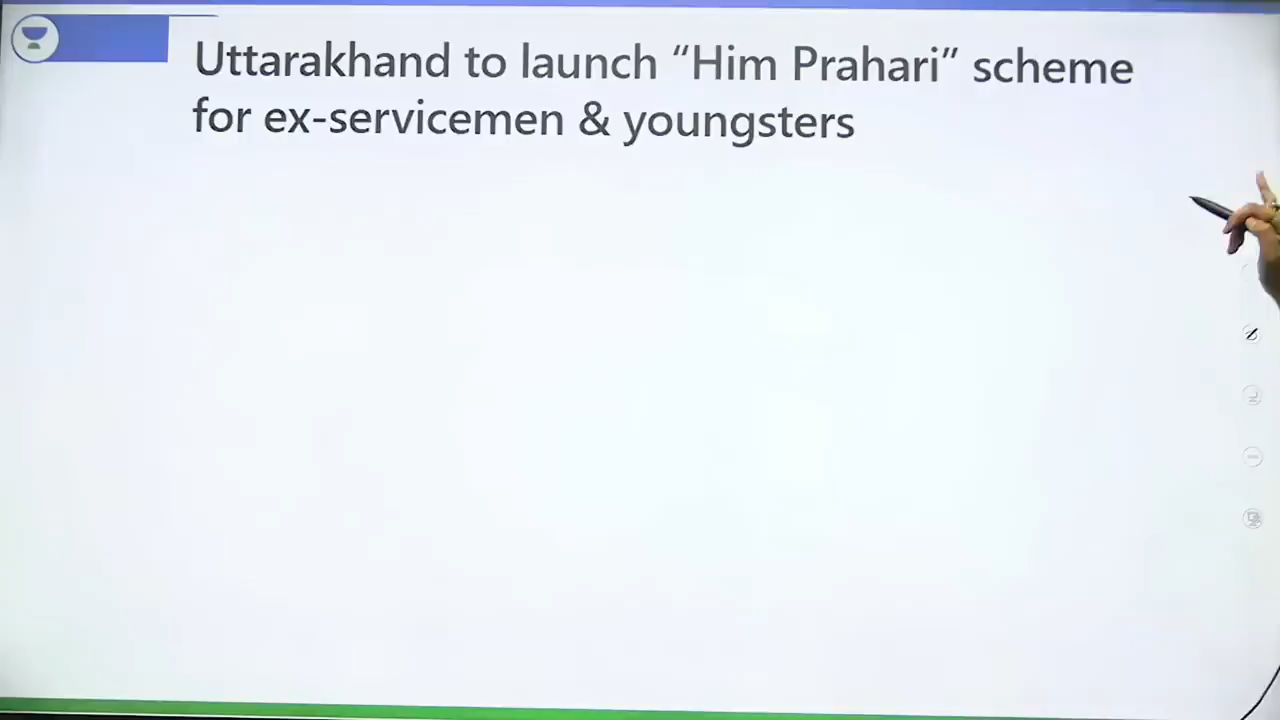 Uttarakhand to launch “Him Prahari” scheme
for ex-servicemen & youngsters